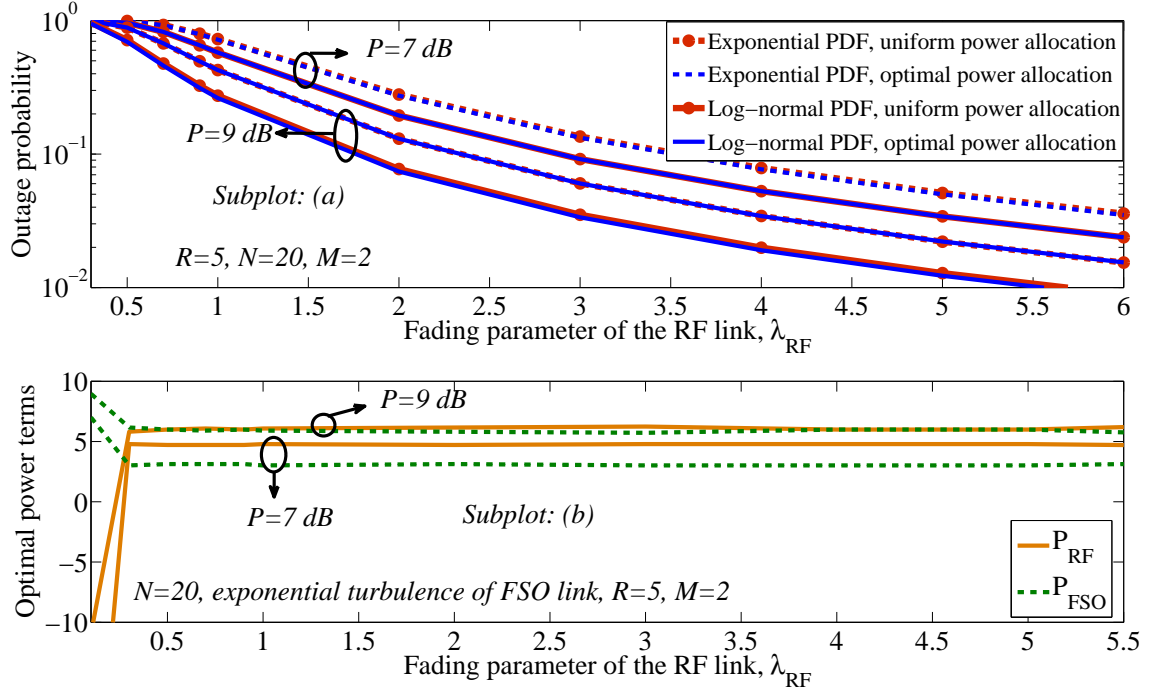 10^0
10^-1
10^-2
Outage probability
P=7 dB
P=9 dB
Subplot: (a)
R=5, N=20, M=2
Exponential PDF, uniform power allocation
Exponential PDF, optimal power allocation
Log-normal PDF, uniform power allocation
Log-normal PDF, optimal power allocation
0.5 1 1.5 2 2.5 3 3.5 4 4.5 5 5.5 6
Fading parameter of the RF link, λ_RF
10
5
0
-5
-10
Optimal power terms
P=9 dB
P=7 dB
Subplot: (b)
N=20, exponential turbulence of FSO link, R=5, M=2
P_RF
P_FSO
0.5 1 1.5 2 2.5 3 3.5 4 4.5 5 5.5
Fading parameter of the RF link, λ_RF